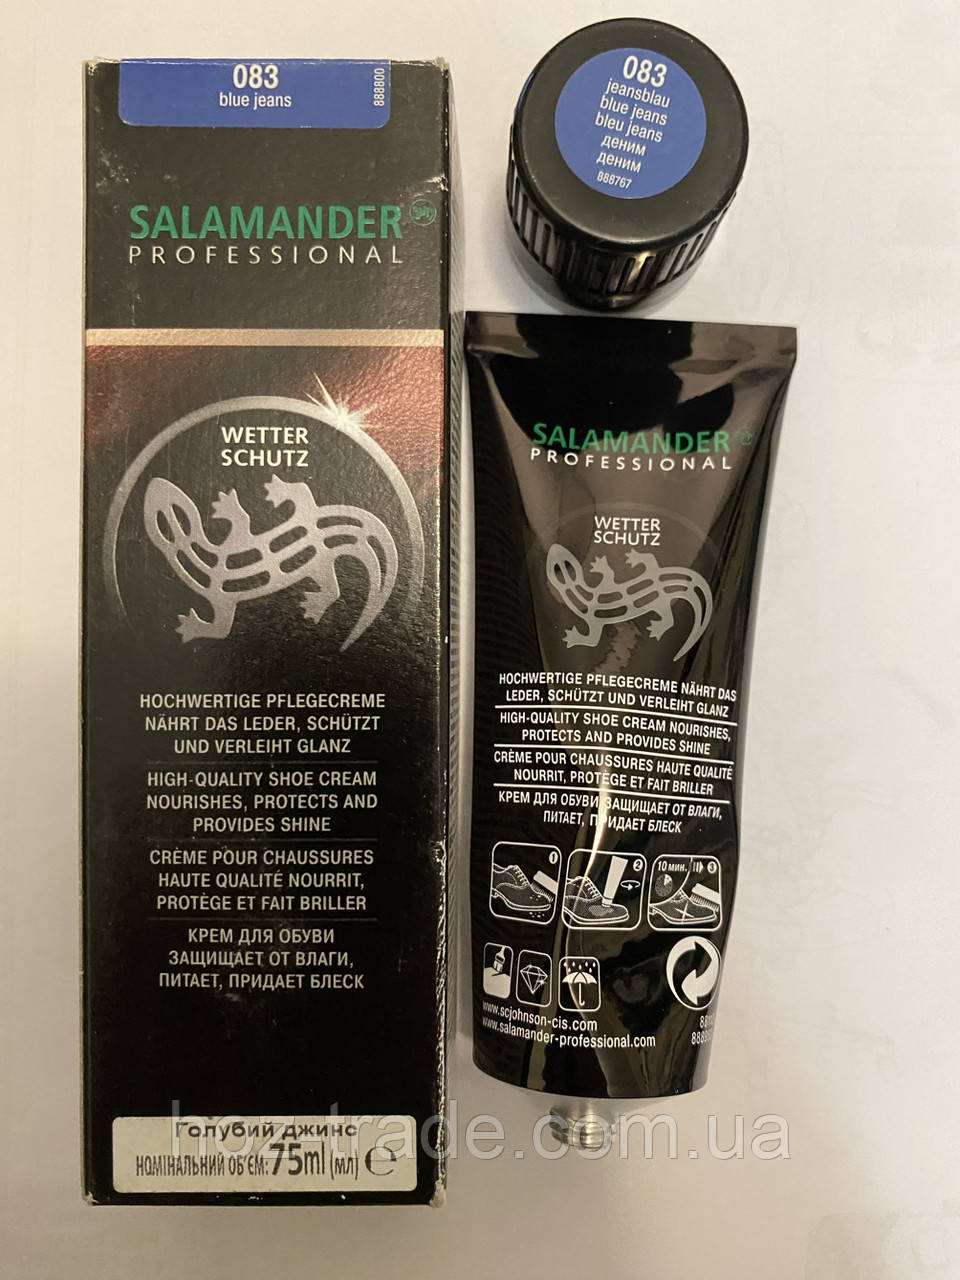 083
blue jeans
888800
SALAMANDER
PROFESSIONAL
WETTER
SCHUTZ
HOCHWERTIGE PFLEGECREME
NÄHRT DAS LEDER, SCHÜTZT
UND VERLEIHT GLANZ
HIGH-QUALITY SHOE CREAM
NOURISHES, PROTECTS AND
PROVIDES SHINE
CRÈME POUR CHAUSSURES
HAUTE QUALITÉ NOURRIT,
PROTÈGE ET FAIT BRILLER
КРЕМ ДЛЯ ОБУВИ
ЗАЩИЩАЕТ ОТ ВЛАГИ,
ПИТАЕТ, ПРИДАЕТ БЛЕСК
Голубий джинс
НОМІНАЛЬНИЙ ОБ'ЄМ: 75ml (мл) ℮
083
jeansblau
blue jeans
bleu jeans
деним
деним
888767
SALAMANDER
PROFESSIONAL
WETTER
SCHUTZ
HOCHWERTIGE PFLEGECREME NÄHRT DAS
LEDER, SCHÜTZT UND VERLEIHT GLANZ
HIGH-QUALITY SHOE CREAM NOURISHES,
PROTECTS AND PROVIDES SHINE
CRÈME POUR CHAUSSURES HAUTE QUALITÉ
NOURRIT, PROTÈGE ET FAIT BRILLER
КРЕМ ДЛЯ ОБУВИ ЗАЩИЩАЕТ ОТ ВЛАГИ,
ПИТАЕТ, ПРИДАЕТ БЛЕСК
1 2 10 мин. 3
www.scjohnson-cis.com
www.salamander-professional.com
hoz-trade.com.ua